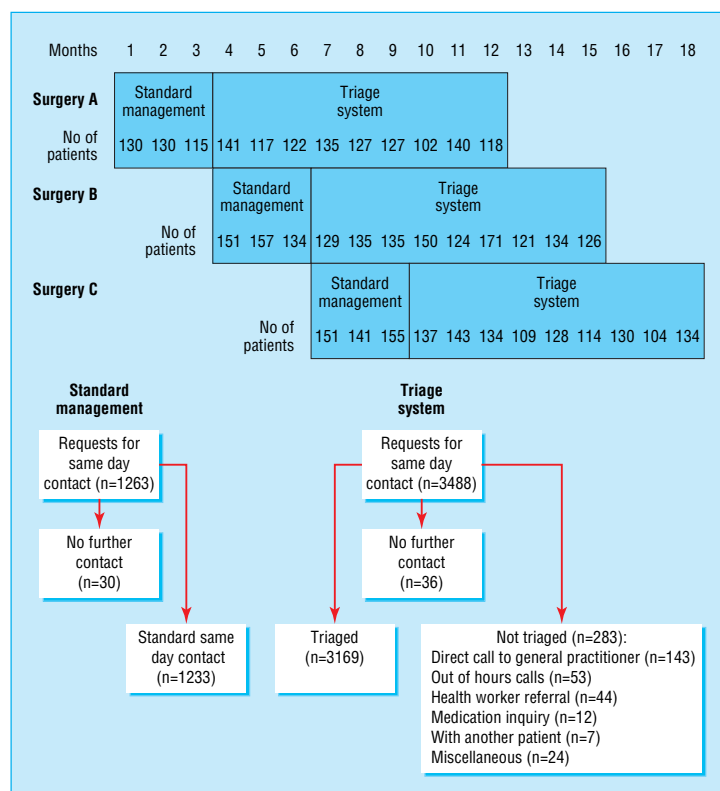 Months 1 2 3 4 5 6 7 8 9 10 11 12 13 14 15 16 17 18
Surgery A
Standard management
Triage system
No of patients
130 130 115 141 117 122 135 127 127 102 140 118
Surgery B
Standard management
Triage system
No of patients
151 157 134 129 135 135 150 124 171 121 134 126
Surgery C
Standard management
Triage system
No of patients
151 141 155 137 143 134 109 128 114 130 104 134
Standard
management
Requests for
same day
contact (n=1263)
No further
contact
(n=30)
Standard same
day contact
(n=1233)
Triage
system
Requests for
same day
contact (n=3488)
No further
contact
(n=36)
Triaged
(n=3169)
Not triaged (n=283):
Direct call to general practitioner (n=143)
Out of hours calls (n=53)
Health worker referral (n=44)
Medication inquiry (n=12)
With another patient (n=7)
Miscellaneous (n=24)